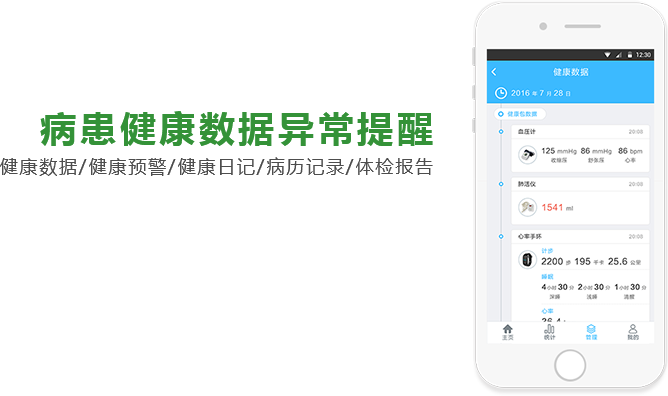 病患健康数据异常提醒
健康数据/健康预警/健康日记/病历记录/体检报告
12:30
健康数据
2016 年 7 月 28 日
健康包数据
血压计 20:00
125 mmHg 86 mmHg 86 bpm
收缩压 舒张压 心率
肺活仪 20:00
1541 ml
心率手环 20:00
计步
2200 步 195 千卡 25.6 公里
睡眠
4小时 30 分 2小时 30 分 1小时 30 分
深睡 浅睡 清醒
心率
主页 统计 管理 我的